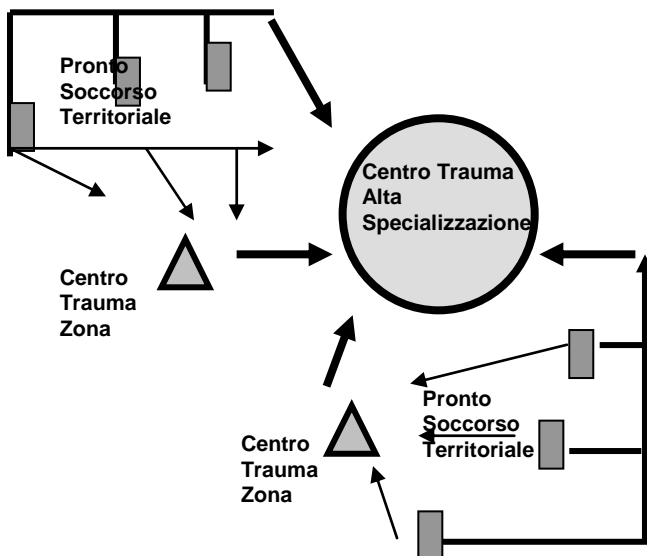 Pronto
Soccorso
Territoriale
Centro Trauma
Alta
Specializzazione
Centro
Trauma
Zona
Pronto
Soccorso
Territoriale
Centro
Trauma
Zona